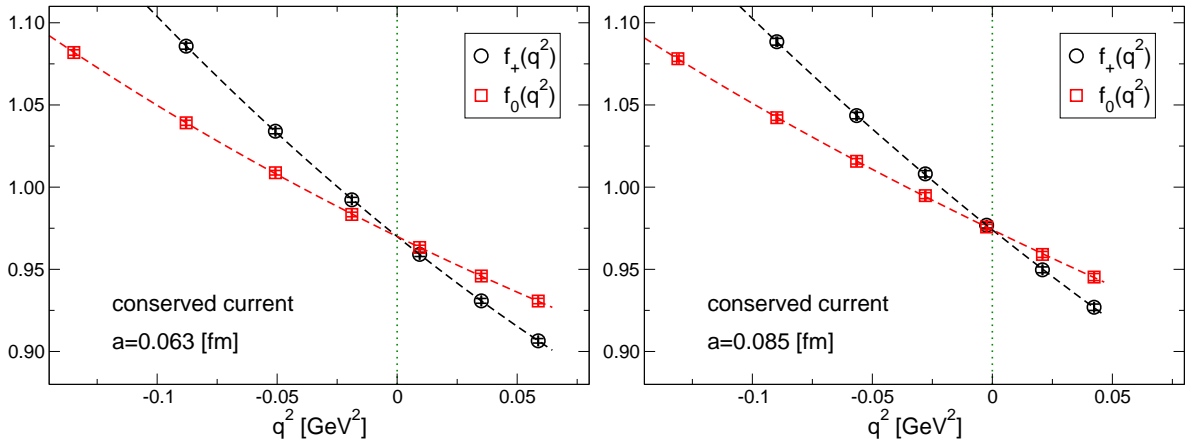 1.10
1.05
1.00
0.95
0.90
f+(q²)
f0(q²)
conserved current
a=0.063 [fm]
-0.1 -0.05 0 0.05
q² [GeV²]
1.10
1.05
1.00
0.95
0.90
f+(q²)
f0(q²)
conserved current
a=0.085 [fm]
-0.1 -0.05 0 0.05
q² [GeV²]